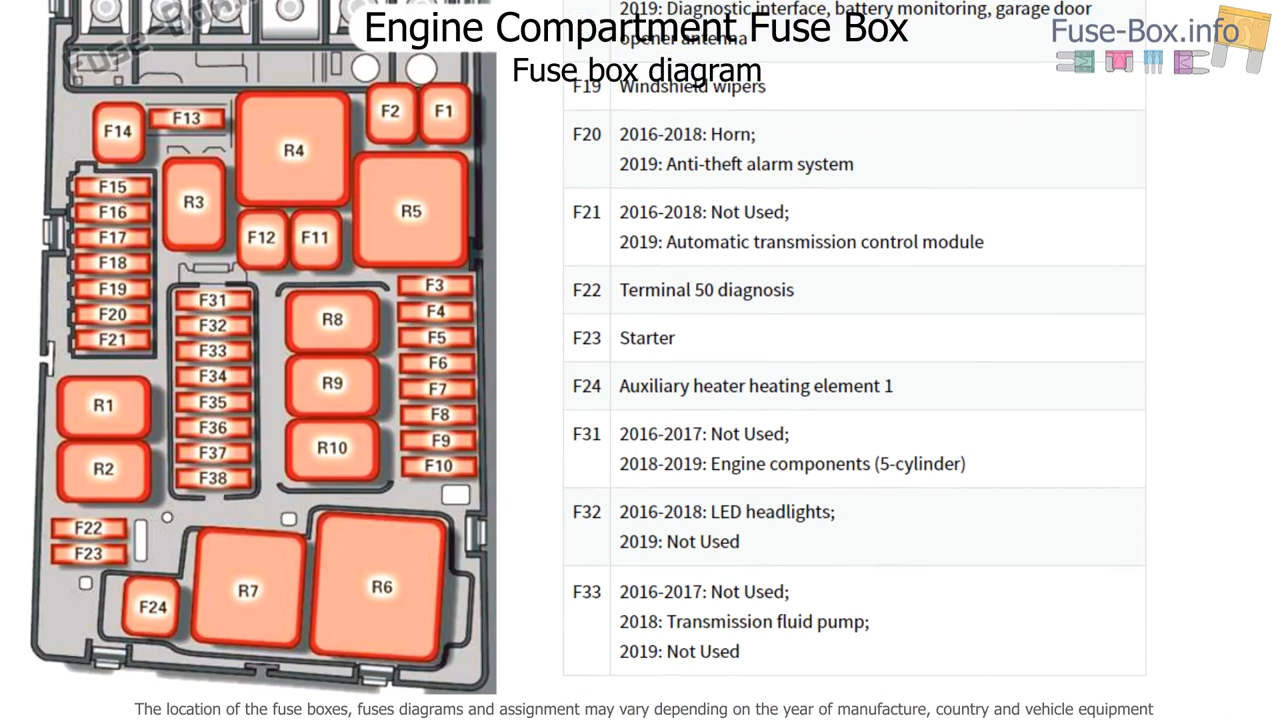 Engine Compartment Fuse Box
Fuse box diagram
Fuse-Box.info
F14
F13
R4
F2
F1
F15
F16
F17
F18
F19
F20
F21
R3
F12
F11
R5
F31
F32
F33
F34
F35
F36
F37
F38
R8
R9
R10
F3
F4
F5
F6
F7
F8
F9
F10
R1
R2
F22
F23
F24
R7
R6
2019: Diagnostic interface, battery monitoring, garage door
opener antenna
F19 Windshield wipers
F20 2016-2018: Horn;
2019: Anti-theft alarm system
F21 2016-2018: Not Used;
2019: Automatic transmission control module
F22 Terminal 50 diagnosis
F23 Starter
F24 Auxiliary heater heating element 1
F31 2016-2017: Not Used;
2018-2019: Engine components (5-cylinder)
F32 2016-2018: LED headlights;
2019: Not Used
F33 2016-2017: Not Used;
2018: Transmission fluid pump;
2019: Not Used
The location of the fuse boxes, fuses diagrams and assignment may vary depending on the year of manufacture, country and vehicle equipment